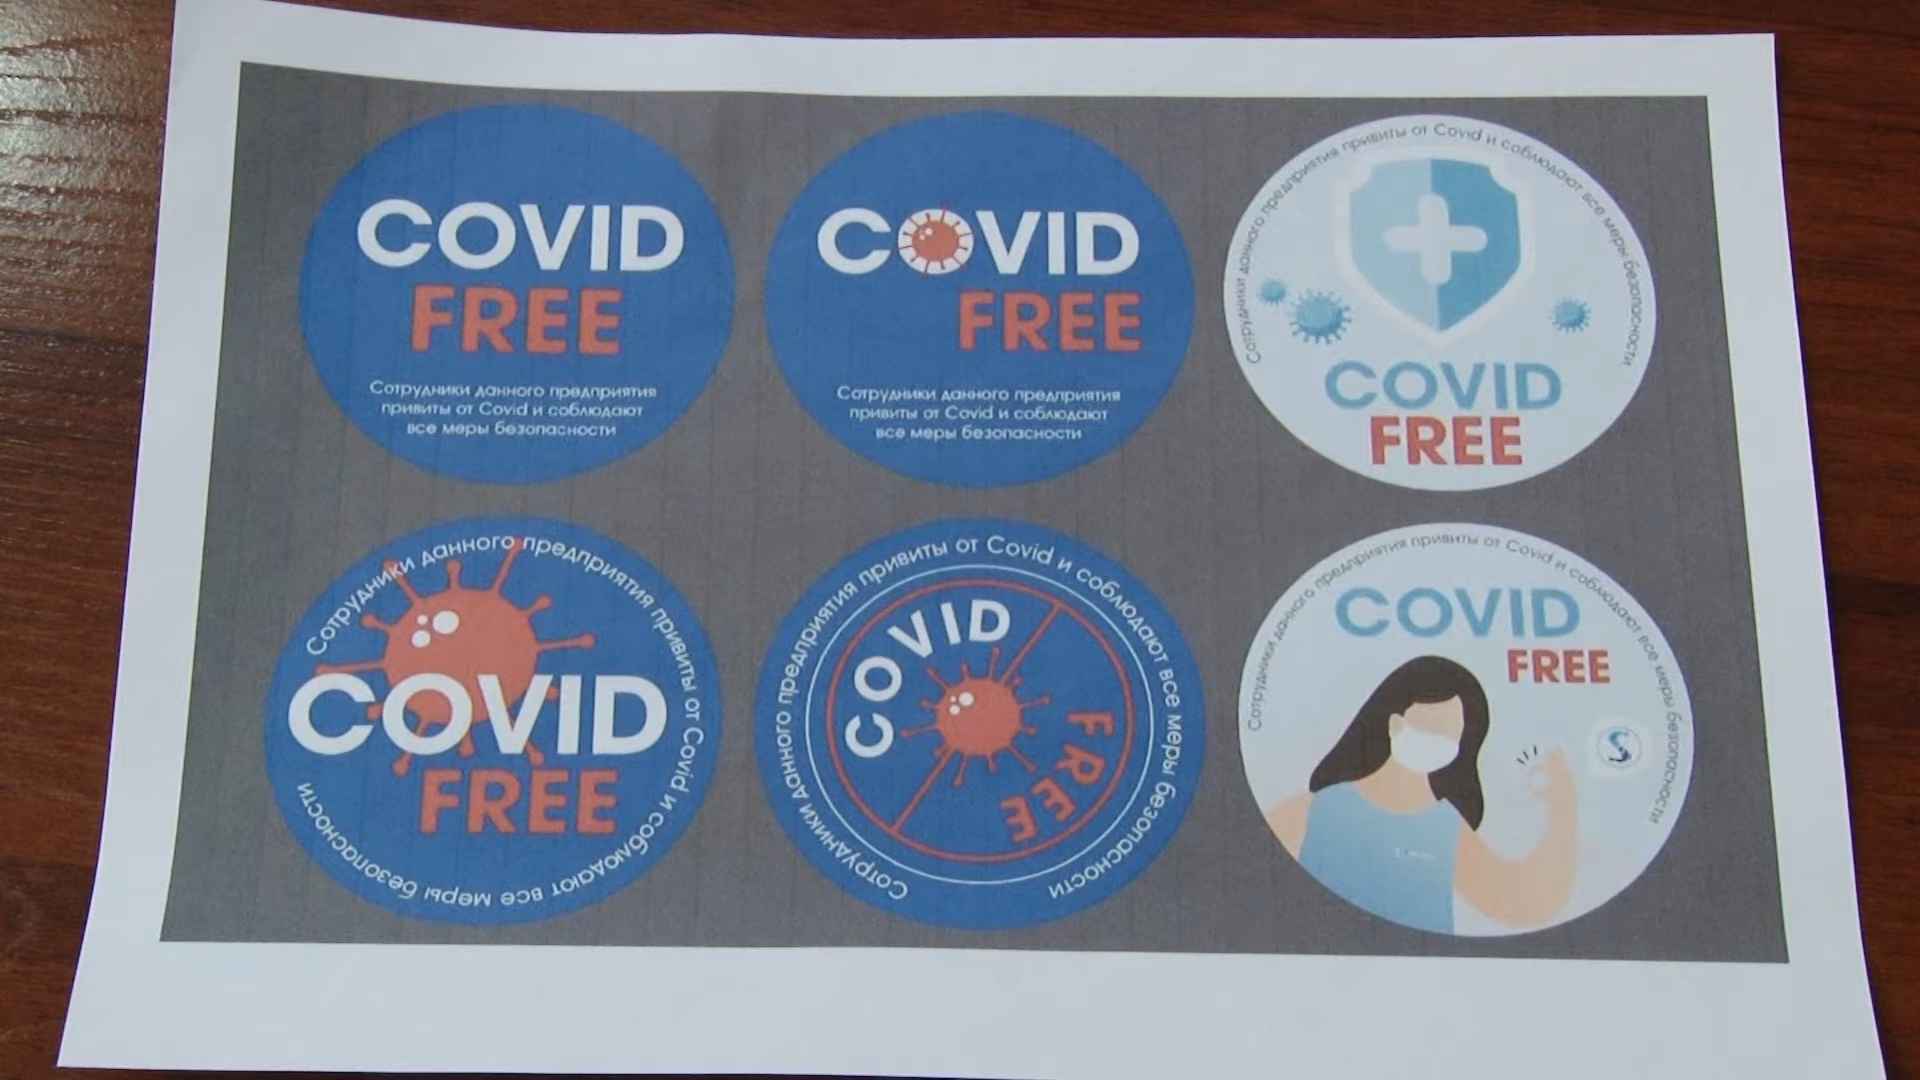 COVID
FREE
Сотрудники данного предприятия
привиты от Covid и соблюдают
все меры безопасности
COVID
FREE
Сотрудники данного предприятия
привиты от Covid и соблюдают
все меры безопасности
Сотрудники данного предприятия привиты от Covid и соблюдают все меры безопасности
COVID
FREE
Сотрудники данного предприятия привиты от Covid и соблюдают все меры безопасности
COVID
FREE
Сотрудники данного предприятия привиты от Covid и соблюдают все меры безопасности
COVID
FREE
Сотрудники данного предприятия привиты от Covid и соблюдают все меры безопасности
COVID
FREE